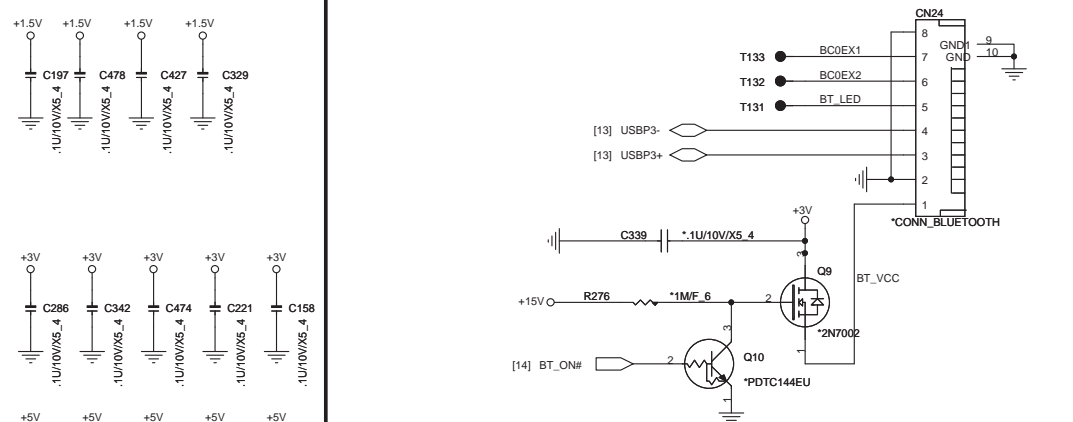 +1.5V +1.5V +1.5V +1.5V
C197 C478 C427 C329
.1U/10V/X5_4 .1U/10V/X5_4 .1U/10V/X5_4 .1U/10V/X5_4
+3V +3V +3V +3V +3V
C286 C342 C474 C221 C158
.1U/10V/X5_4 .1U/10V/X5_4 .1U/10V/X5_4 .1U/10V/X5_4 .1U/10V/X5_4
+5V +5V +5V +5V +5V
CN24
8
GND1 9
T133 BC0EX1 7 GND 10
T132 BC0EX2 6
T131 BT_LED 5
[13] USBP3- 4
[13] USBP3+ 3
2
1
*CONN_BLUETOOTH
+3V
C339 *.1U/10V/X5_4
3
Q9
BT_VCC
+15V R276 *1M/F_6 2
*2N7002
3
1
Q10
[14] BT_ON# 2
*PDTC144EU
1